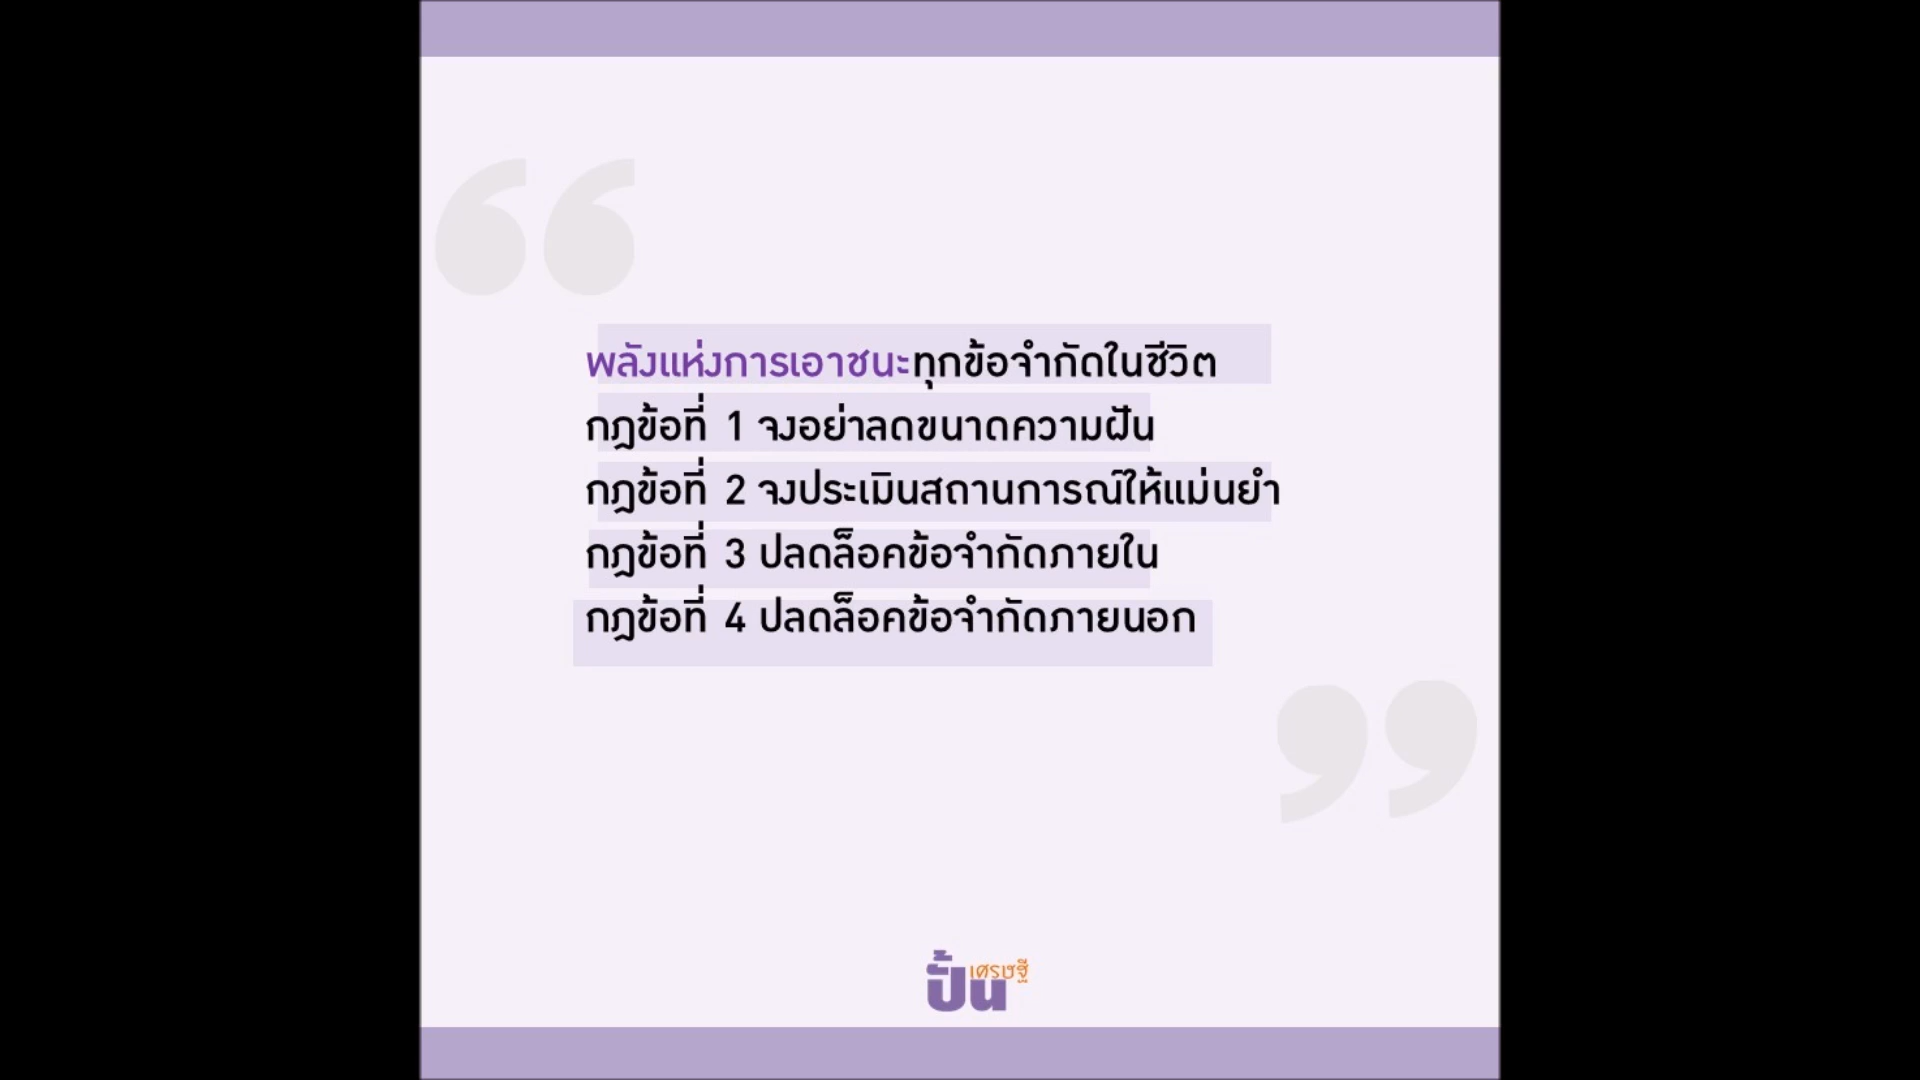 พลังแห่งการเอาชนะทุกข้อจำกัดในชีวิต
กฎข้อที่ 1 จงอย่าลดขนาดความฝัน
กฎข้อที่ 2 จงประเมินสถานการณ์ให้แม่นยำ
กฎข้อที่ 3 ปลดล็อคข้อจำกัดภายใน
กฎข้อที่ 4 ปลดล็อคข้อจำกัดภายนอก
ปั้นเศรษฐี